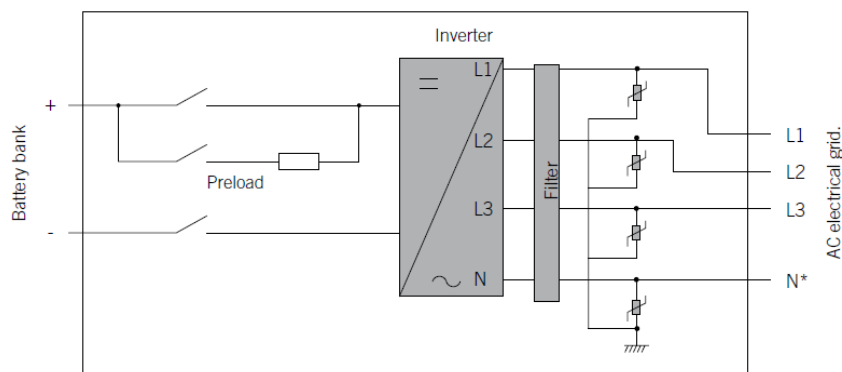 Inverter
L1
+
L2
Preload
Battery bank
-
L3
N
Filter
L1
L2
L3
N*
AC electrical grid.